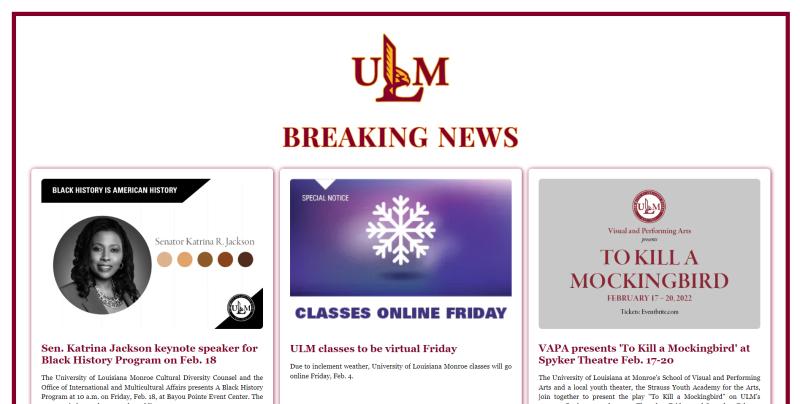 ULM
BREAKING NEWS
BLACK HISTORY IS AMERICAN HISTORY
Senator Katrina R. Jackson
ULM
Sen. Katrina Jackson keynote speaker for
Black History Program on Feb. 18
The University of Louisiana Monroe Cultural Diversity Counsel and the
Office of International and Multicultural Affairs presents A Black History
Program at 10 a.m. on Friday, Feb. 18, at Bayou Pointe Event Center. The
SPECIAL NOTICE
CLASSES ONLINE FRIDAY
ULM classes to be virtual Friday
Due to inclement weather, University of Louisiana Monroe classes will go
online Friday, Feb. 4.
ULM
Visual and Performing Arts
presents
TO KILL A
MOCKINGBIRD
FEBRUARY 17 – 20, 2022
Tickets: Eventbrite.com
VAPA presents 'To Kill a Mockingbird' at
Spyker Theatre Feb. 17-20
The University of Louisiana at Monroe's School of Visual and Performing
Arts and a local youth theater, the Strauss Youth Academy for the Arts,
join together to present the play "To Kill a Mockingbird" on ULM's